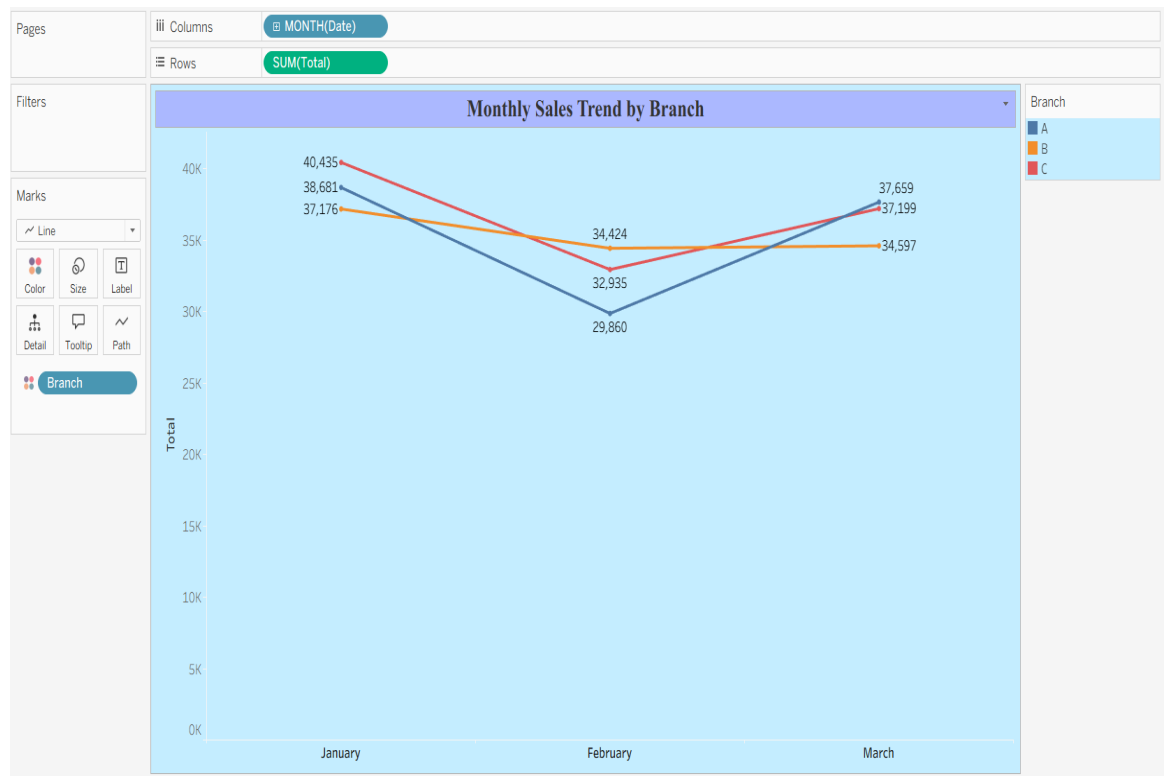 Pages
Columns
MONTH(Date)
Rows
SUM(Total)
Filters
Marks
Line
Color
Size
Label
Detail
Tooltip
Path
Branch
Monthly Sales Trend by Branch
40K
35K
30K
25K
20K
15K
10K
5K
0K
Total
40,435
38,681
37,176
34,424
32,935
29,860
37,659
37,199
34,597
January
February
March
Branch
A
B
C